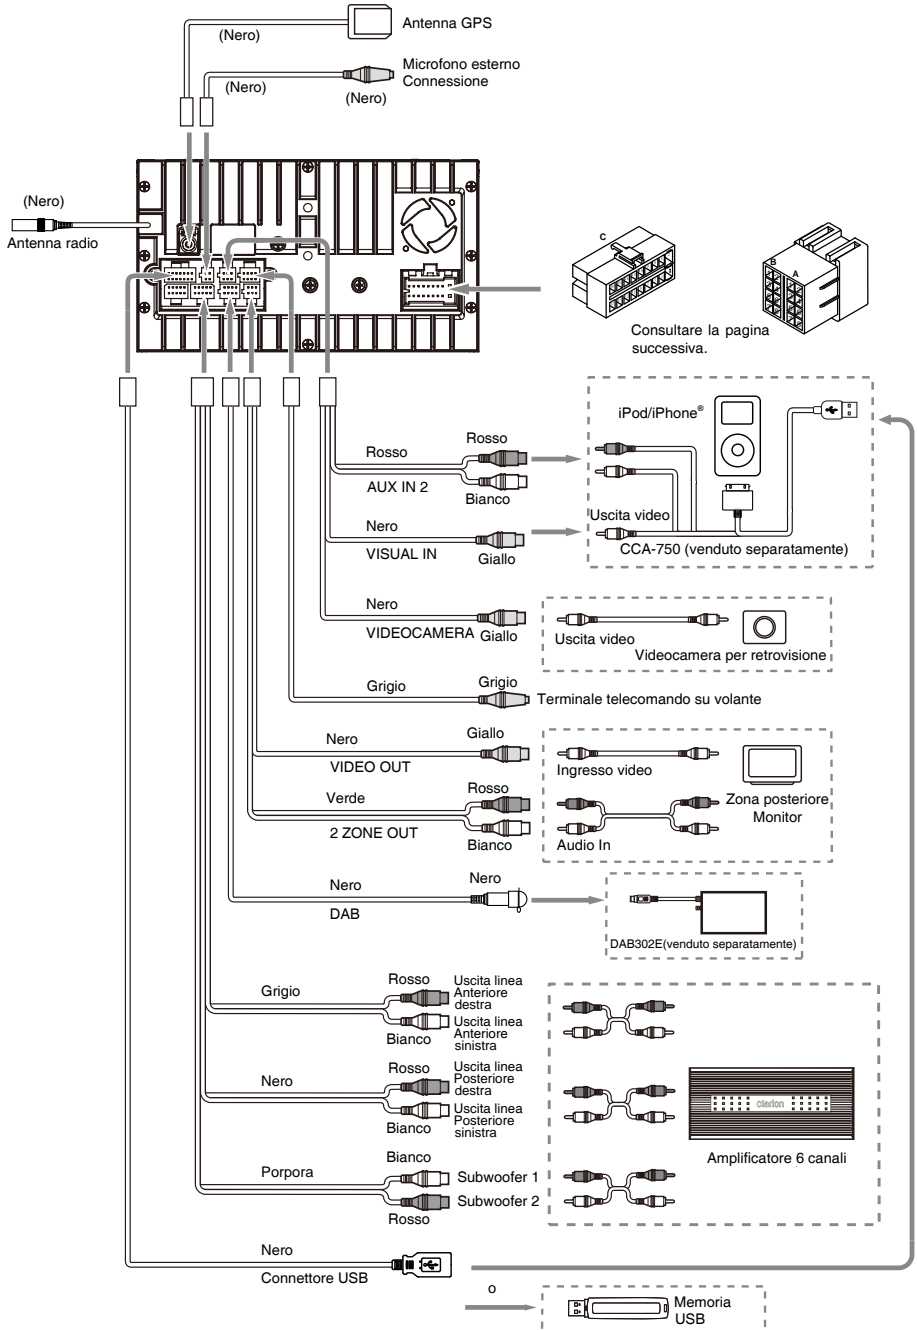 Antenna GPS
(Nero)
Microfono esterno
Connessione
(Nero)
(Nero)
(Nero)
Antenna radio
C
B
A
Consultare la pagina
successiva.
iPod/iPhone®
Rosso
Rosso
AUX IN 2
Bianco
Uscita video
Nero
VISUAL IN
Giallo
CCA-750 (venduto separatamente)
Nero
VIDEOCAMERA
Giallo
Uscita video
Videocamera per retrovisione
Grigio
Grigio
Terminale telecomando su volante
Nero
Giallo
VIDEO OUT
Ingresso video
Verde
Rosso
Zona posteriore
Monitor
2 ZONE OUT
Bianco
Audio In
Nero
Nero
DAB
DAB302E(venduto separatamente)
Grigio
Rosso
Uscita linea
Anteriore
destra
Bianco
Uscita linea
Anteriore
sinistra
Nero
Rosso
Uscita linea
Posteriore
destra
Bianco
Uscita linea
Posteriore
sinistra
clarion
Amplificatore 6 canali
Porpora
Bianco
Subwoofer 1
Subwoofer 2
Rosso
Nero
Connettore USB
o
Memoria
USB